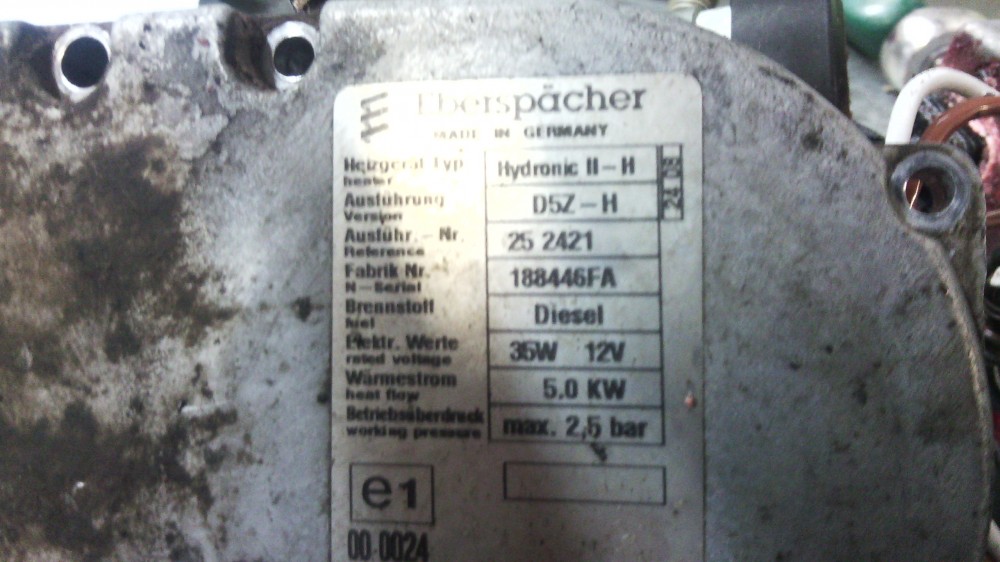 Eberspächer
MADE IN GERMANY
Heizgerät Typ Hydronic II-H
heater
24 08
Ausführung D5Z-H
Version
Ausführ.-Nr. 25 2421
Reference
Fabrik Nr. 188446FA
N-Serial
Brennstoff Diesel
fuel
Elektr. Werte 35W 12V
rated voltage
Wärmestrom 5.0 KW
heat flow
Betriebsüberdruck max. 2,5 bar
working pressure
e1
00-0024